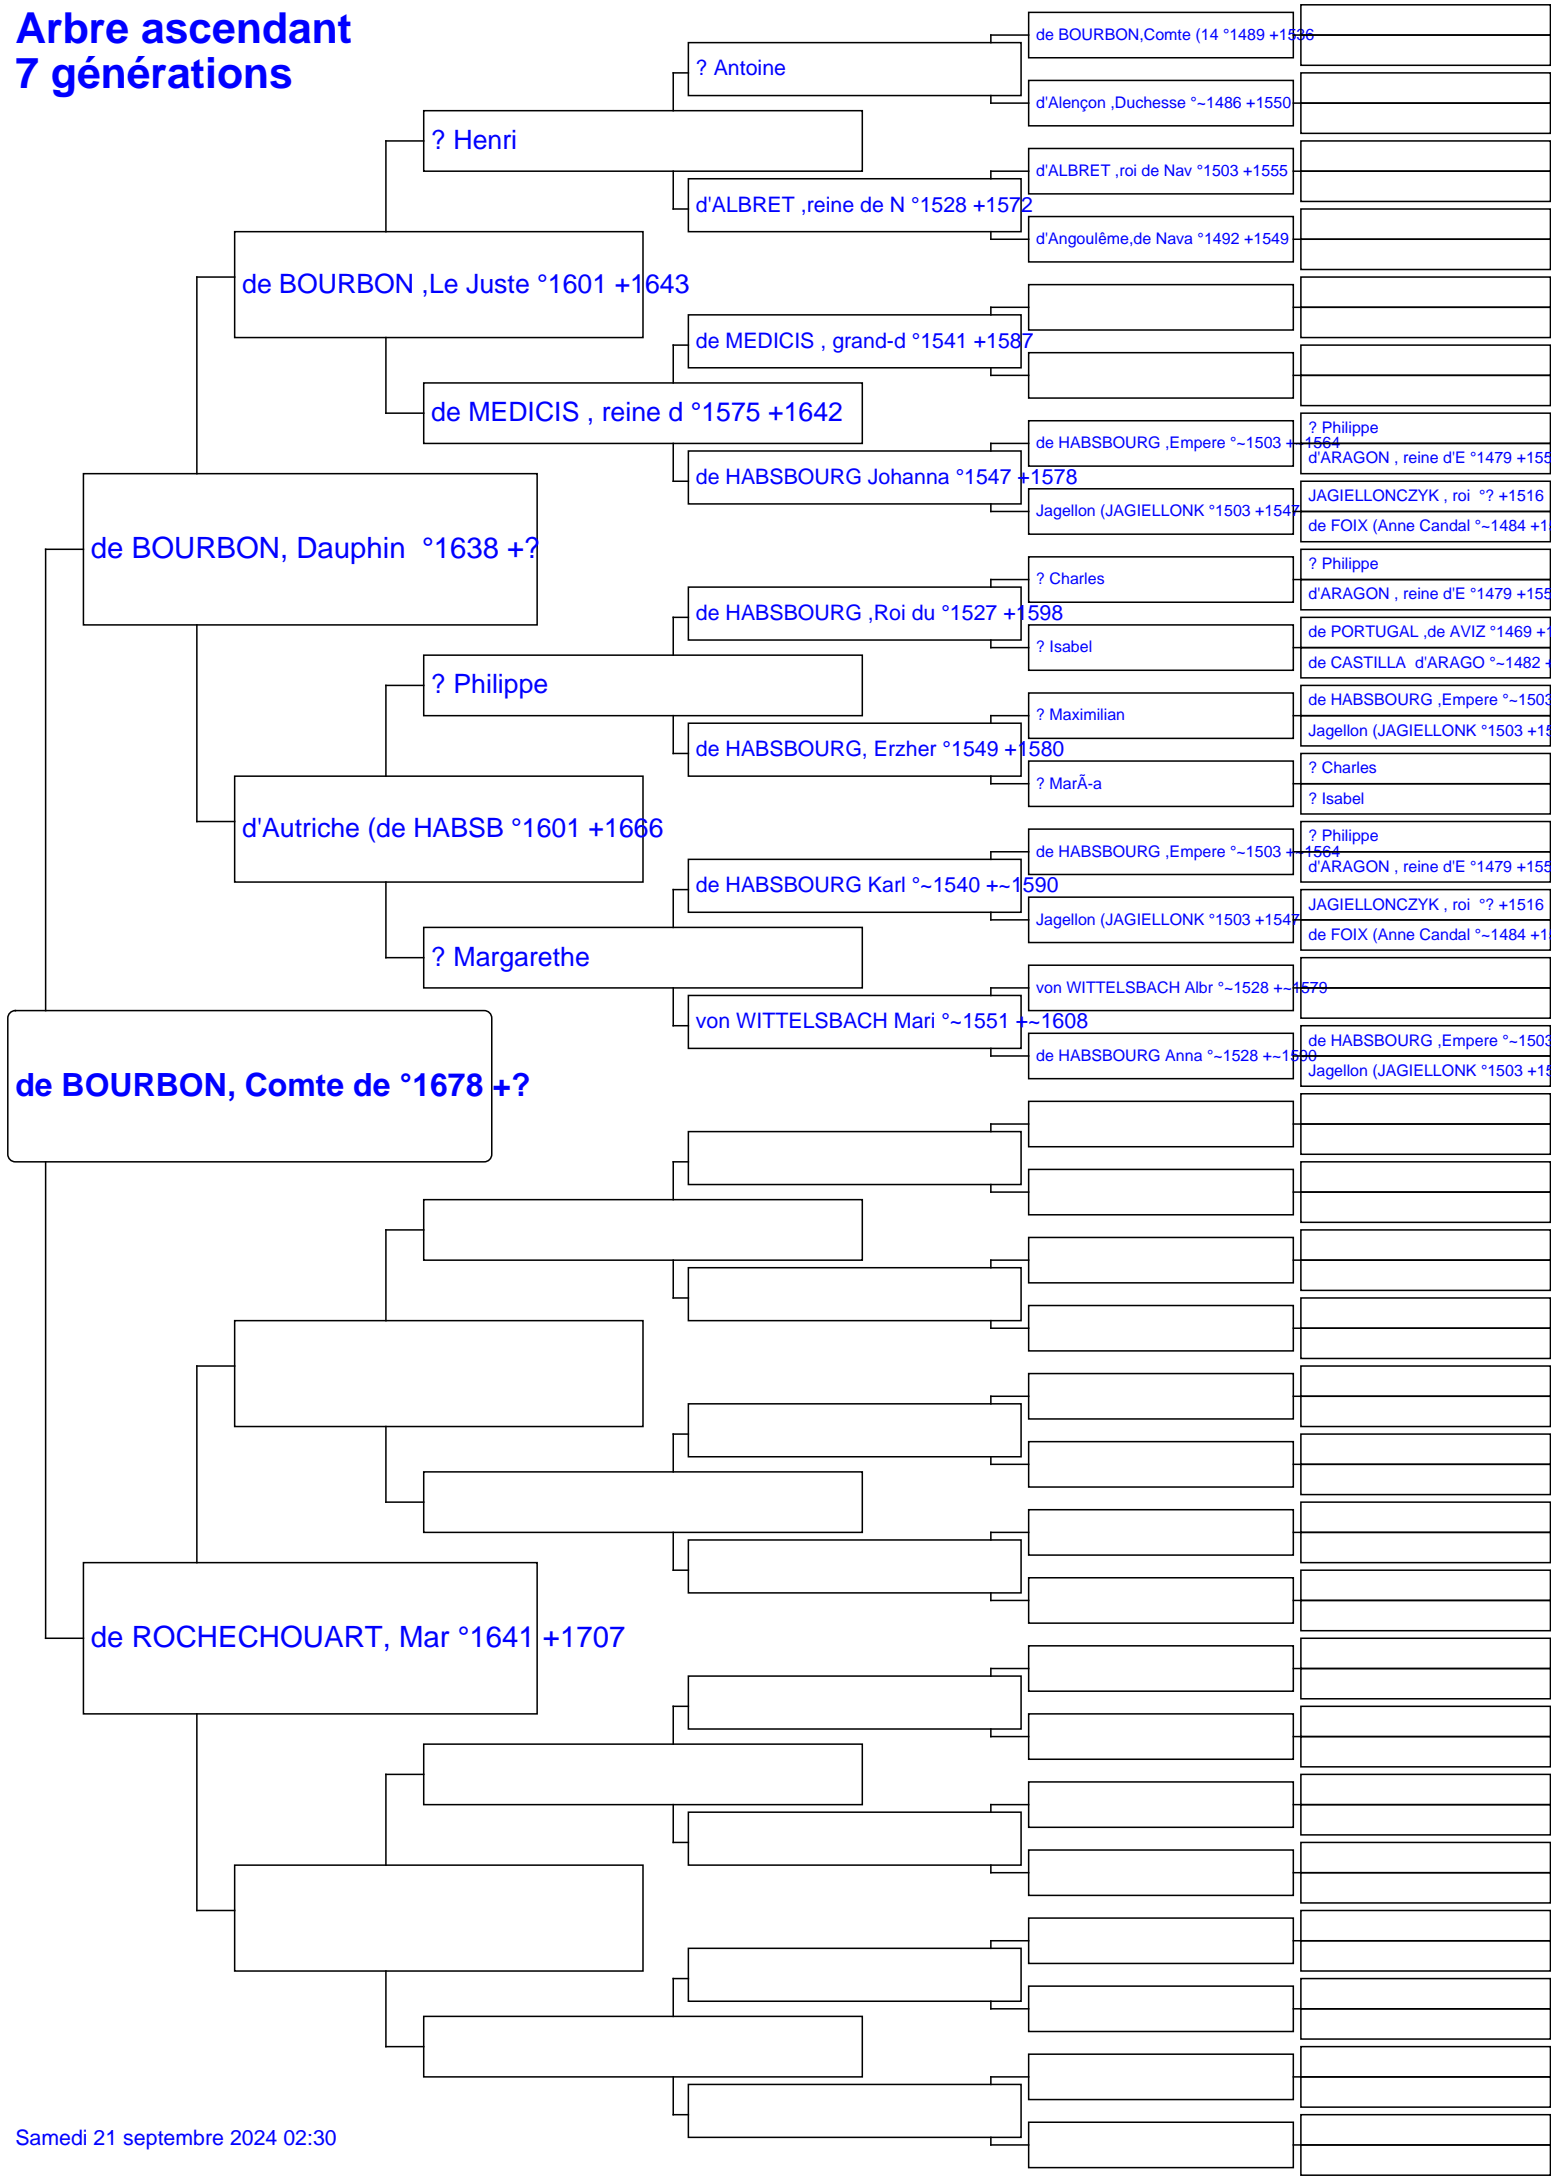 Arbre ascendant
7 générations
de BOURBON, Comte de °1678 +?
de BOURBON, Dauphin  °1638 +?
de ROCHECHOUART, Mar °1641 +1707
de BOURBON ,Le Juste °1601 +1643
d'Autriche (de HABSB °1601 +1666
? Henri
de MEDICIS , reine d °1575 +1642
? Philippe
? Margarethe
? Antoine
d'ALBRET ,reine de N °1528 +1572
de MEDICIS , grand-d °1541 +1587
de HABSBOURG Johanna °1547 +1578
de HABSBOURG ,Roi du °1527 +1598
de HABSBOURG, Erzher °1549 +1580
de HABSBOURG Karl °~1540 +~1590
von WITTELSBACH Mari °~1551 +~1608
de BOURBON,Comte (14 °1489 +1536
d'Alençon ,Duchesse °~1486 +1550
d'ALBRET ,roi de Nav °1503 +1555
d'Angoulême,de Nava °1492 +1549
de HABSBOURG ,Empere °~1503 +~1564
Jagellon (JAGIELLONK °1503 +1547
? Charles
? Isabel
? Maximilian
? MarÃ-a
de HABSBOURG ,Empere °~1503 +~1564
Jagellon (JAGIELLONK °1503 +1547
von WITTELSBACH Albr °~1528 +~1579
de HABSBOURG Anna °~1528 +~1590
? Philippe
d'ARAGON , reine d'E °1479 +155
JAGIELLONCZYK , roi  °? +1516
de FOIX (Anne Candal °~1484 +1
? Philippe
d'ARAGON , reine d'E °1479 +155
de PORTUGAL ,de AVIZ °1469 +1
de CASTILLA  d'ARAGO °~1482 +
de HABSBOURG ,Empere °~1503
Jagellon (JAGIELLONK °1503 +15
? Charles
? Isabel
? Philippe
d'ARAGON , reine d'E °1479 +155
JAGIELLONCZYK , roi  °? +1516
de FOIX (Anne Candal °~1484 +1
de HABSBOURG ,Empere °~1503
Jagellon (JAGIELLONK °1503 +15
Samedi 21 septembre 2024 02:30